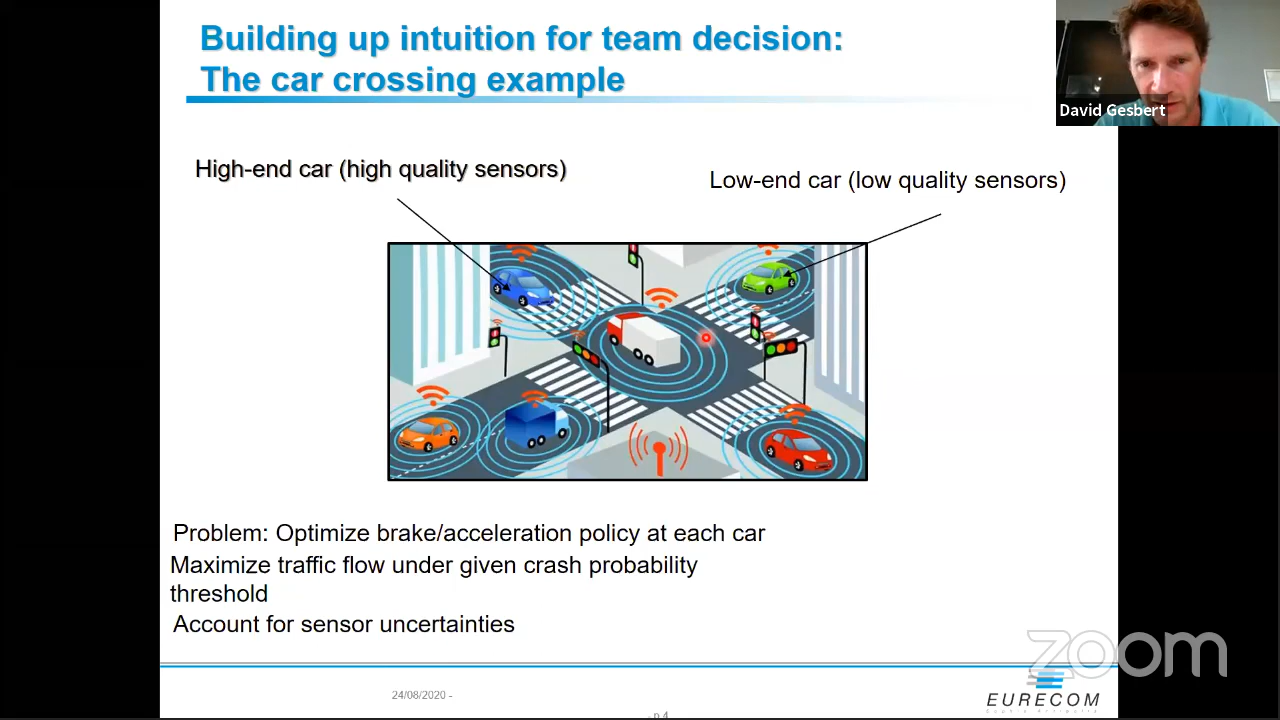 Building up intuition for team decision:
The car crossing example
David Gesbert
High-end car (high quality sensors)
Low-end car (low quality sensors)
Problem: Optimize brake/acceleration policy at each car
Maximize traffic flow under given crash probability
threshold
Account for sensor uncertainties
zoom
24/08/2020 -
EURECOM
- p 4